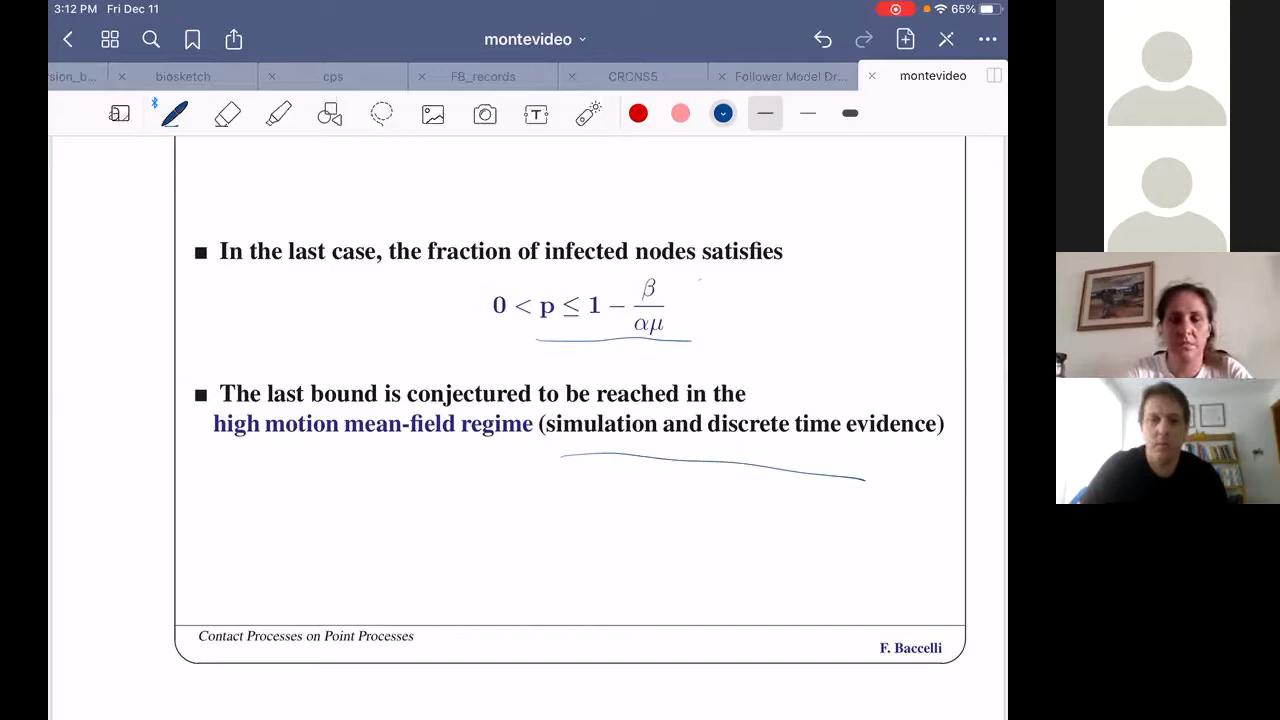 3:12 PM Fri Dec 11
65%
montevideo
rsion_b...
biosketch
cps
FB_records
CRCNS5
Follower Model Dr...
montevideo
T
■ In the last case, the fraction of infected nodes satisfies
0 < p ≤ 1 − β/αμ
■ The last bound is conjectured to be reached in the
high motion mean-field regime (simulation and discrete time evidence)
Contact Processes on Point Processes
F. Baccelli